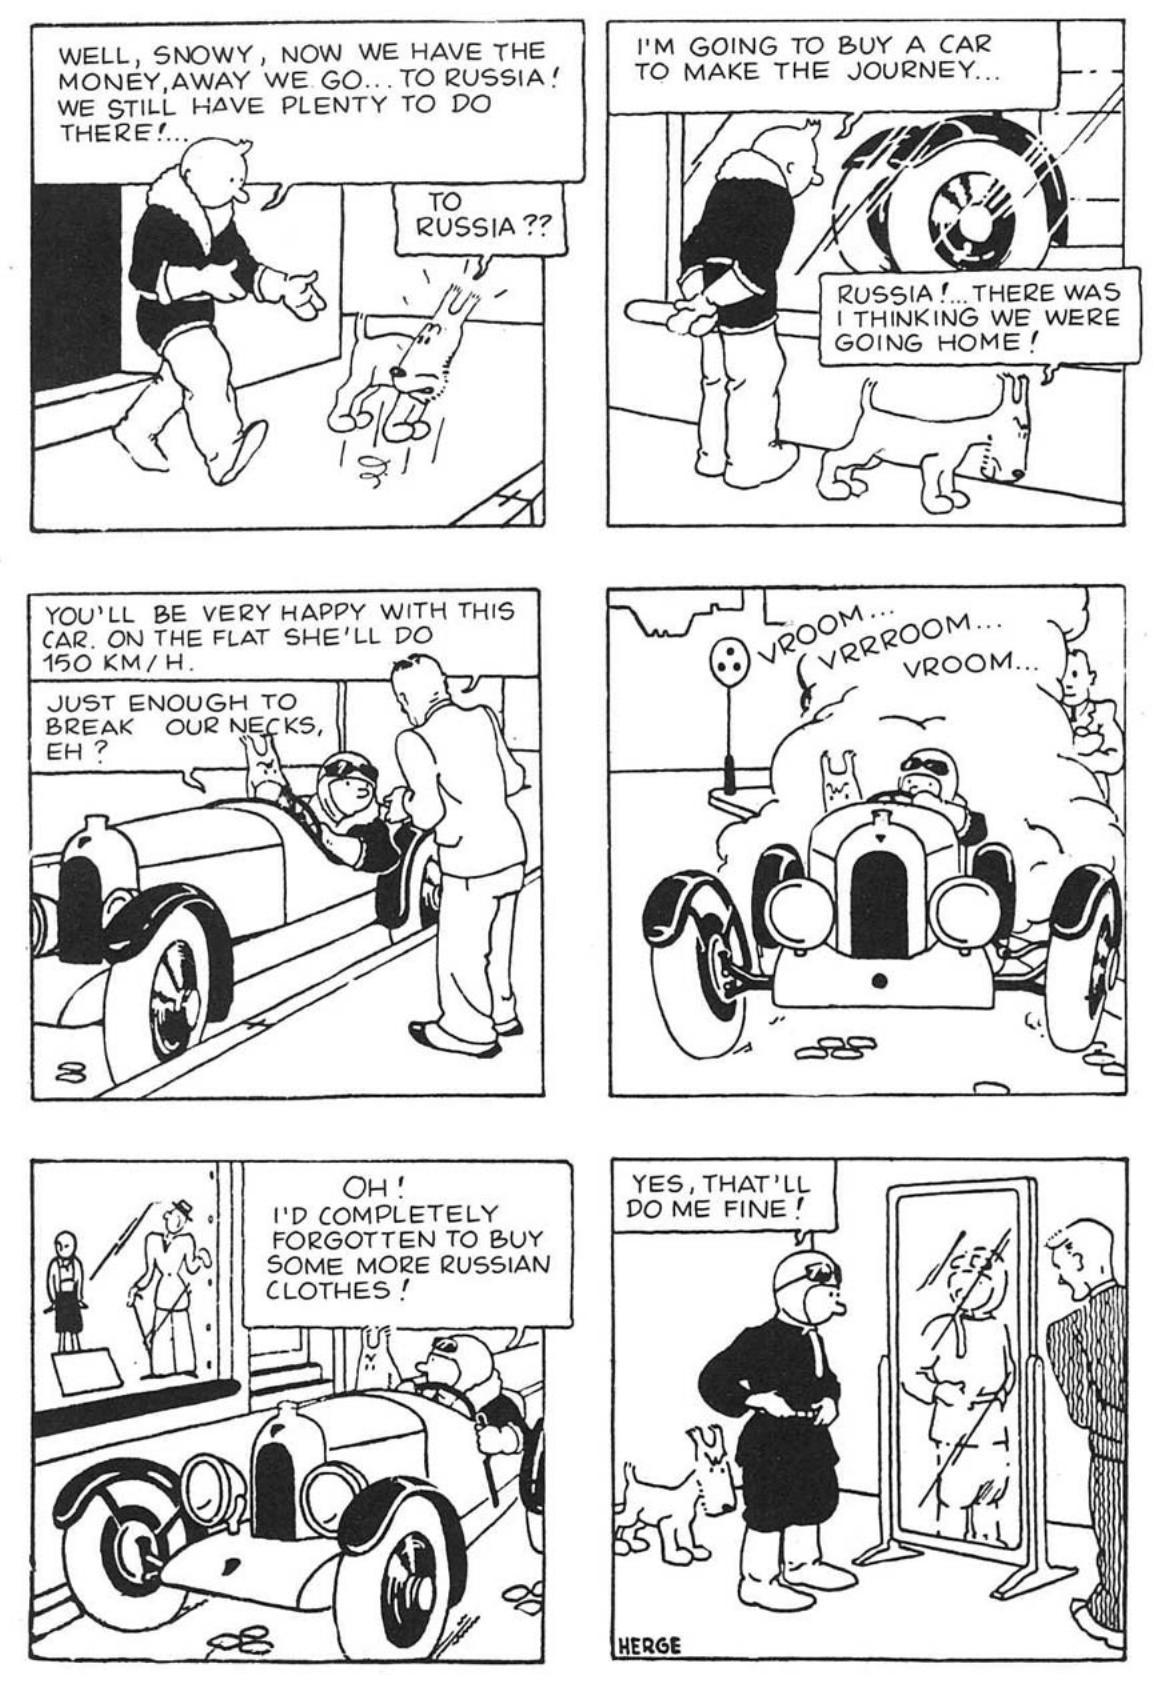 WELL, SNOWY, NOW WE HAVE THE
MONEY, AWAY WE GO... TO RUSSIA!
WE STILL HAVE PLENTY TO DO
THERE!...
TO
RUSSIA??
I'M GOING TO BUY A CAR
TO MAKE THE JOURNEY...
RUSSIA!... THERE WAS
I THINKING WE WERE
GOING HOME!
YOU'LL BE VERY HAPPY WITH THIS
CAR. ON THE FLAT SHE'LL DO
150 KM/H.
JUST ENOUGH TO
BREAK OUR NECKS,
EH?
VROOM...
VRRROOM...
VROOM...
OH!
I'D COMPLETELY
FORGOTTEN TO BUY
SOME MORE RUSSIAN
CLOTHES!
YES, THAT'LL
DO ME FINE!
HERGE